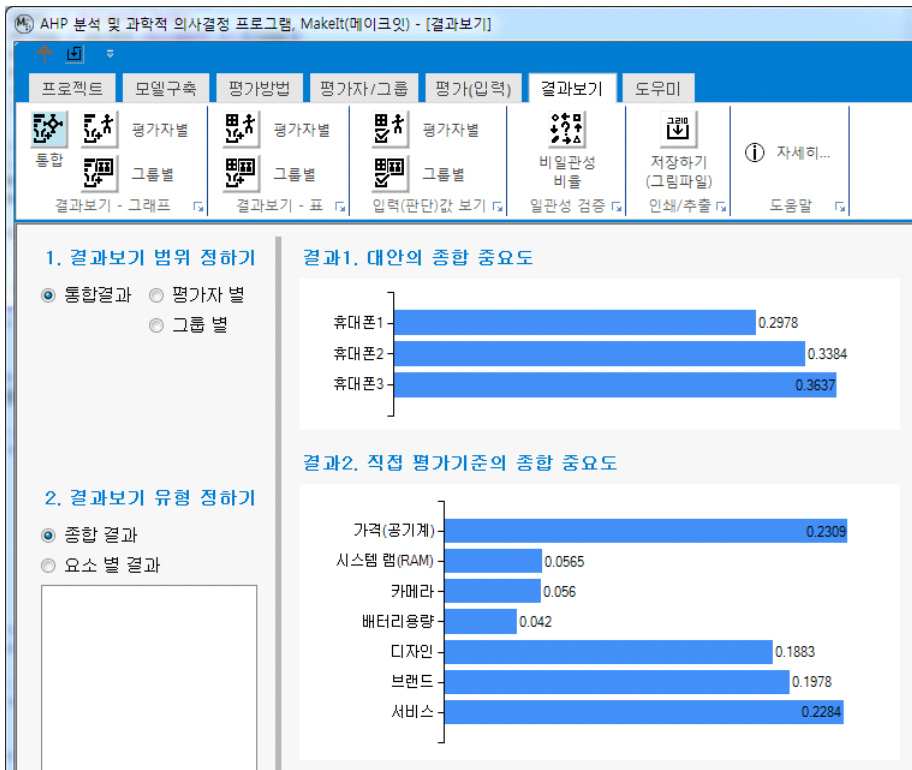 AHP 분석 및 과학적 의사결정 프로그램, MakeIt(메이크잇) - [결과보기]
프로젝트 모델구축 평가방법 평가자/그룹 평가(입력) 결과보기 도우미
통합 평가자별 그룹별
결과보기 - 그래프
평가자별 그룹별
결과보기 - 표
평가자별 그룹별
입력(판단)값 보기
비일관성
비율
일관성 검증
그림
저장하기
(그림파일)
인쇄/추출
자세히...
도움말
1. 결과보기 범위 정하기
통합결과 평가자 별
그룹 별
2. 결과보기 유형 정하기
종합 결과
요소 별 결과
결과1. 대안의 종합 중요도
휴대폰1 0.2978
휴대폰2 0.3384
휴대폰3 0.3637
결과2. 직접 평가기준의 종합 중요도
가격(공기계) 0.2309
시스템 램(RAM) 0.0565
카메라 0.056
배터리용량 0.042
디자인 0.1883
브랜드 0.1978
서비스 0.2284